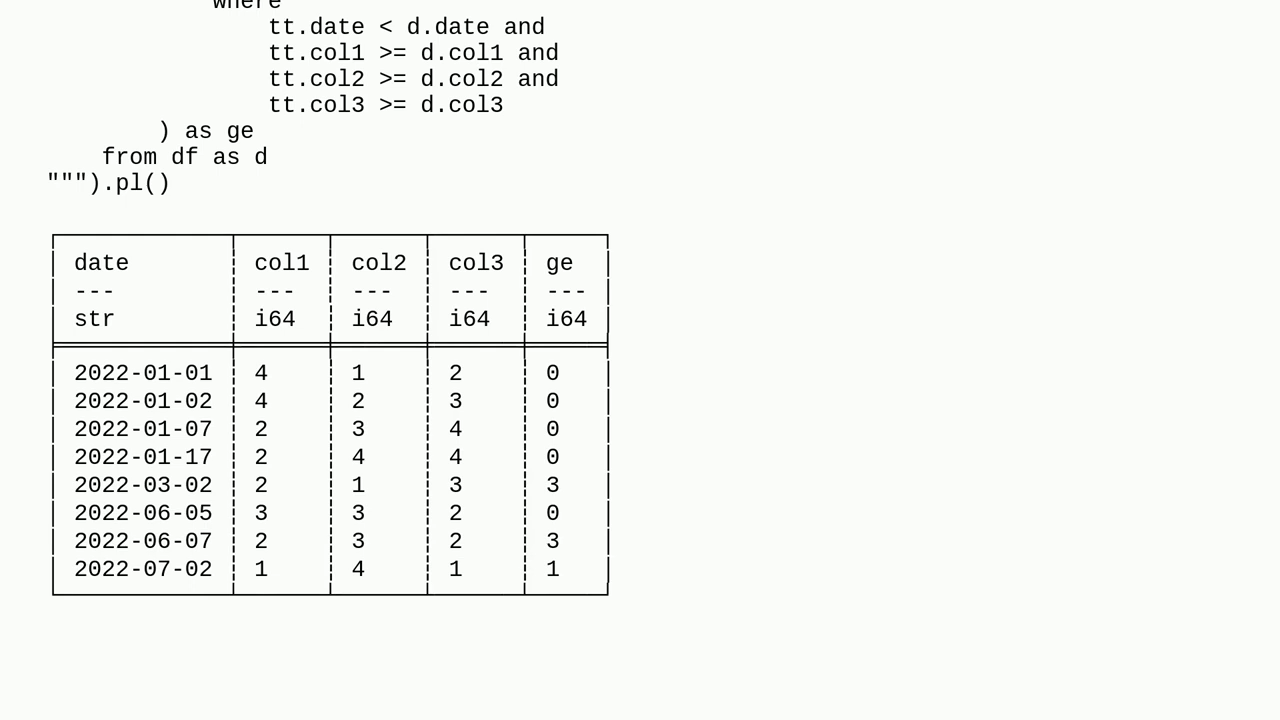 where
tt.date < d.date and
tt.col1 >= d.col1 and
tt.col2 >= d.col2 and
tt.col3 >= d.col3
) as ge
from df as d
""").pl()
date col1 col2 col3 ge
--- --- --- --- ---
str i64 i64 i64 i64
2022-01-01 4 1 2 0
2022-01-02 4 2 3 0
2022-01-07 2 3 4 0
2022-01-17 2 4 4 0
2022-03-02 2 1 3 3
2022-06-05 3 3 2 0
2022-06-07 2 3 2 3
2022-07-02 1 4 1 1